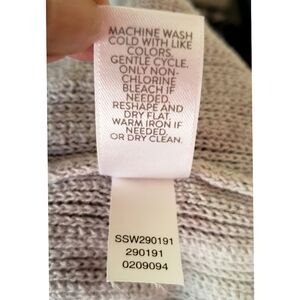 MACHINE WASH
COLD WITH LIKE
COLORS.
GENTLE CYCLE.
ONLY NON-
CHLORINE
BLEACH IF
NEEDED.
RESHAPE AND
DRY FLAT.
WARM IRON IF
NEEDED.
OR DRY CLEAN.
SSW290191
290191
0209094